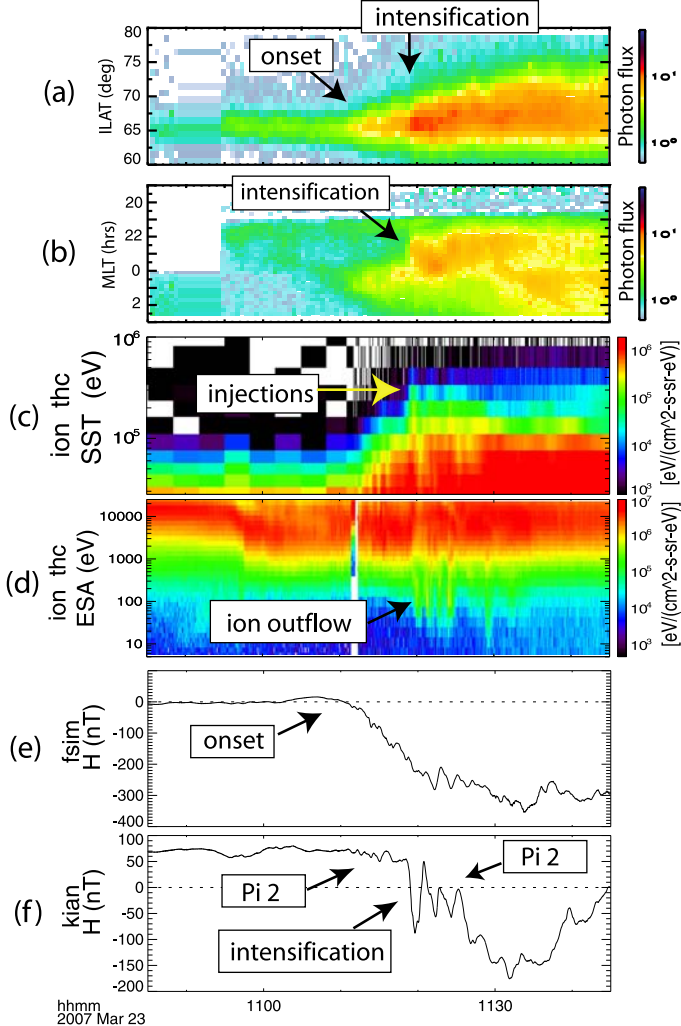 intensification
onset
(a)
ILAT (deg)
80
75
70
65
60
Photon flux
10¹
10⁰
intensification
(b)
MLT (hrs)
20
22
0
2
Photon flux
10¹
10⁰
injections
(c)
ion thc
SST (eV)
10⁶
10⁵
10⁶
10⁵
10⁴
10³
[eV/(cm^2-s-sr-eV)]
ion outflow
(d)
ion thc
ESA (eV)
10000
1000
100
10
10⁷
10⁶
10⁵
10⁴
10³
[eV/(cm^2-s-sr-eV)]
onset
(e)
fsim
H (nT)
0
-100
-200
-300
-400
Pi 2
Pi 2
intensification
(f)
kian
H (nT)
100
50
0
-50
-100
-150
-200
hhmm
2007 Mar 23
1100
1130